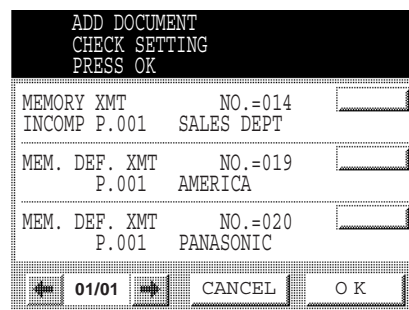 ADD DOCUMENT
CHECK SETTING
PRESS OK
MEMORY XMT NO.=014
INCOMP P.001 SALES DEPT
MEM. DEF. XMT NO.=019
P.001 AMERICA
MEM. DEF. XMT NO.=020
P.001 PANASONIC
01/01 CANCEL O K